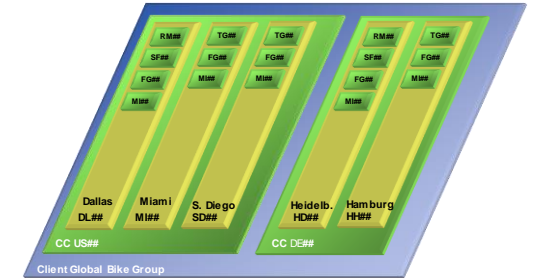 RM## TG## TG## RM## TG##
SF## FG## FG## SF## FG##
FG## MI## MI## FG## MI##
MI## MI##
Dallas Miami S. Diego Heidelb. Hamburg
DL## MI## SD## HD## HH##
CC US## CC DE##
Client Global Bike Group